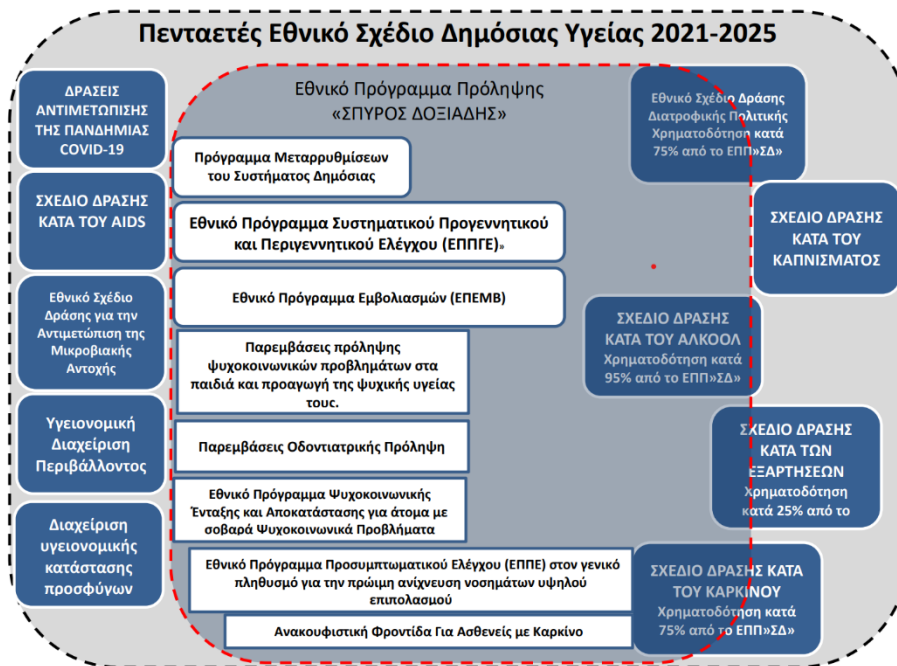 Πενταετές Εθνικό Σχέδιο Δημόσιας Υγείας 2021-2025
ΔΡΑΣΕΙΣ
ΑΝΤΙΜΕΤΩΠΙΣΗΣ
ΤΗΣ ΠΑΝΔΗΜΙΑΣ
COVID-19
ΣΧΕΔΙΟ ΔΡΑΣΗΣ
ΚΑΤΑ ΤΟΥ AIDS
Εθνικό Σχέδιο
Δράσης για την
Αντιμετώπιση της
Μικροβιακής
Αντοχής
Υγειονομική
Διαχείριση
Περιβάλλοντος
Διαχείριση
υγειονομικής
κατάστασης
προσφύγων
Εθνικό Πρόγραμμα Πρόληψης
«ΣΠΥΡΟΣ ΔΟΞΙΑΔΗΣ»
Πρόγραμμα Μεταρρυθμίσεων
του Συστήματος Δημόσιας
Εθνικό Πρόγραμμα Συστηματικού Προγεννητικού
και Περιγεννητικού Ελέγχου (ΕΠΠΓΕ)»
Εθνικό Πρόγραμμα Εμβολιασμών (ΕΠΕΜΒ)
Παρεμβάσεις πρόληψης
ψυχοκοινωνικών προβλημάτων στα
παιδιά και προαγωγή της ψυχικής υγείας
τους.
Παρεμβάσεις Οδοντιατρικής Πρόληψη
Εθνικό Πρόγραμμα Ψυχοκοινωνικής
Ένταξης και Αποκατάστασης για άτομα με
σοβαρά Ψυχοκοινωνικά Προβλήματα
Εθνικό Πρόγραμμα Προσυμπτωματικού Ελέγχου (ΕΠΠΕ) στον γενικό
πληθυσμό για την πρώιμη ανίχνευση νοσημάτων υψηλού
επιπολασμού
Ανακουφιστική Φροντίδα Για Ασθενείς με Καρκίνο
Εθνικό Σχέδιο Δράσης
Διατροφικής Πολιτικής
Χρηματοδότηση κατά
75% από το ΕΠΠ»ΣΔ»
ΣΧΕΔΙΟ ΔΡΑΣΗΣ
ΚΑΤΑ ΤΟΥ
ΚΑΠΝΙΣΜΑΤΟΣ
ΣΧΕΔΙΟ ΔΡΑΣΗΣ
ΚΑΤΑ ΤΟΥ ΑΛΚΟΟΛ
Χρηματοδότηση κατά
95% από το ΕΠΠ»ΣΔ»
ΣΧΕΔΙΟ ΔΡΑΣΗΣ
ΚΑΤΑ ΤΩΝ
ΕΞΑΡΤΗΣΕΩΝ
Χρηματοδότηση
κατά 25% από το
ΣΧΕΔΙΟ ΔΡΑΣΗΣ ΚΑΤΑ
ΤΟΥ ΚΑΡΚΙΝΟΥ
Χρηματοδότηση κατά
75% από το ΕΠΠ»ΣΔ»